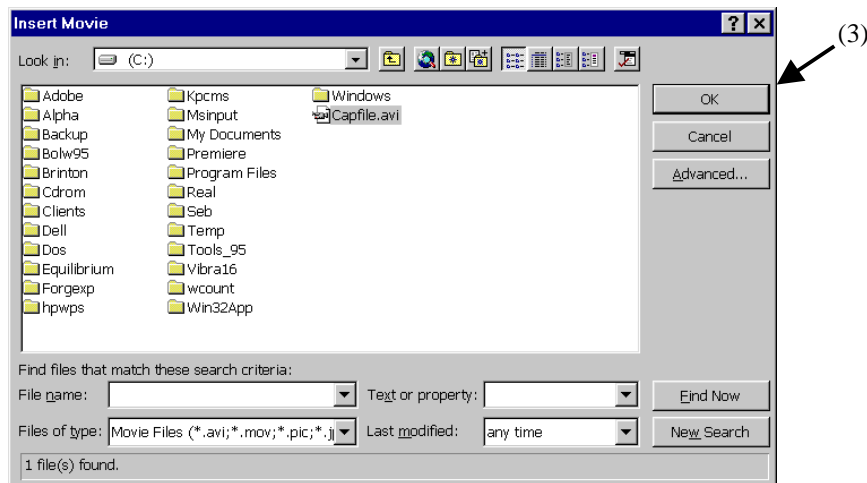 Insert Movie
(3)
Look in: (C:)
Adobe Kpcms Windows
Alpha Msinput Capfile.avi
Backup My Documents
Bolw95 Premiere
Brinton Program Files
Cdrom Real
Clients Seb
Dell Temp
Dos Tools_95
Equilibrium Vibra16
Forgexp wcount
hpwps Win32App
OK
Cancel
Advanced...
Find files that match these search criteria:
File name: Text or property: Find Now
Files of type: Movie Files (*.avi;*.mov;*.pic;*.j Last modified: any time New Search
1 file(s) found.